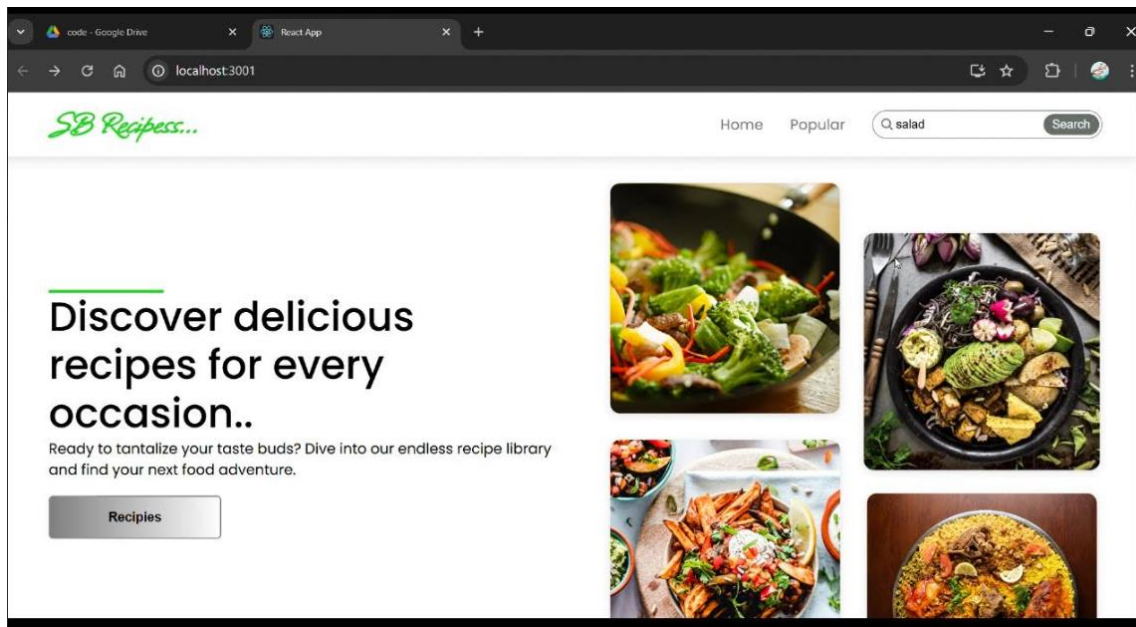 code - Google Drive
React App
localhost:3001
SB Recipess...
Home
Popular
salad
Search
Discover delicious
recipes for every
occasion..
Ready to tantalize your taste buds? Dive into our endless recipe library
and find your next food adventure.
Recipies